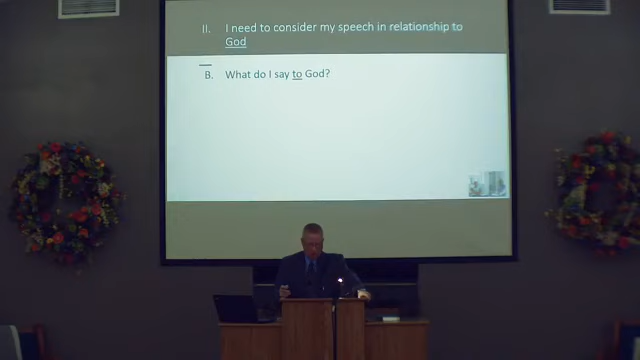 II. I need to consider my speech in relationship to
God
B. What do I say to God?